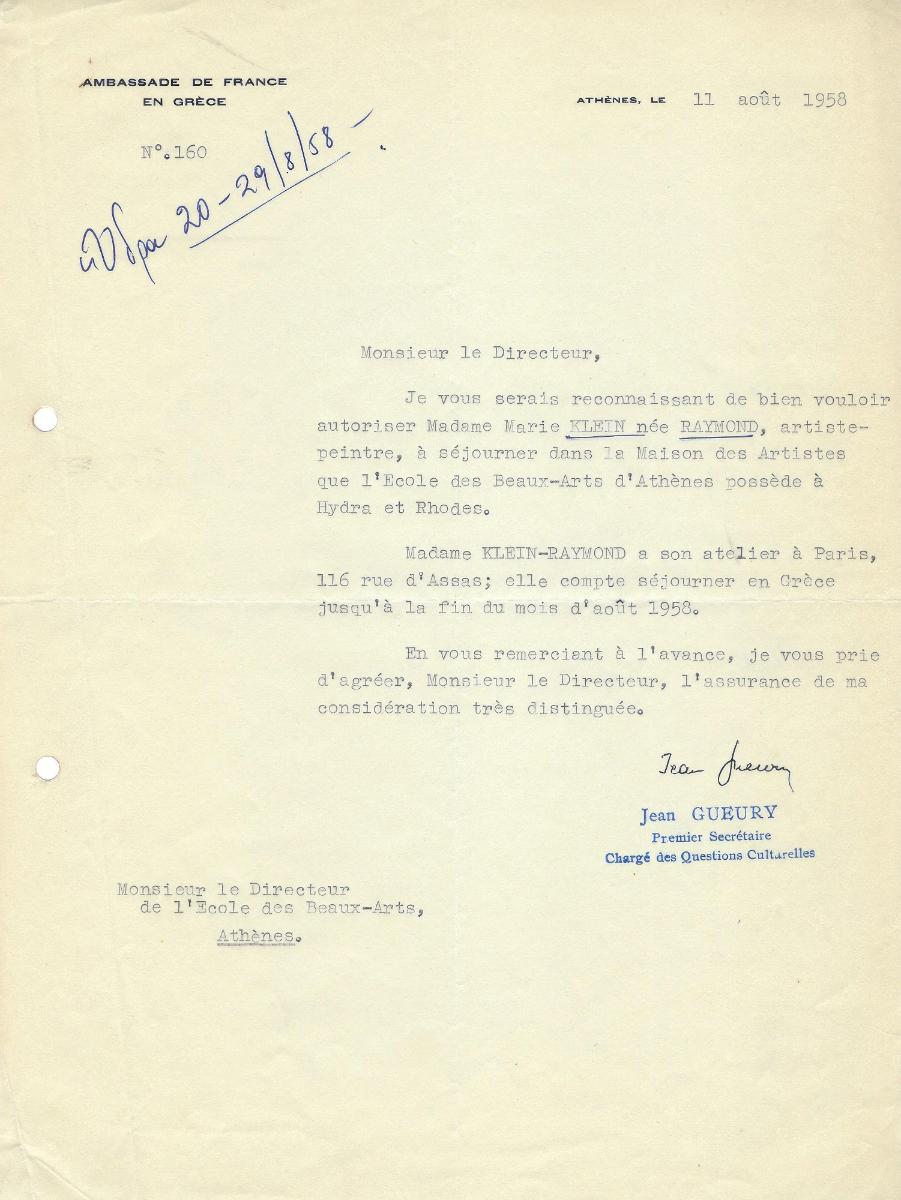 AMBASSADE DE FRANCE
EN GRÈCE
ATHÈNES, LE 11 août 1958
N°.160
Ύδρα 20-29/8/58-
Monsieur le Directeur,
Je vous serais reconnaissant de bien vouloir
autoriser Madame Marie KLEIN née RAYMOND, artiste-
peintre, à séjourner dans la Maison des Artistes
que l'Ecole des Beaux-Arts d'Athènes possède à
Hydra et Rhodes.
Madame KLEIN-RAYMOND a son atelier à Paris,
116 rue d'Assas; elle compte séjourner en Grèce
jusqu'à la fin du mois d'août 1958.
En vous remerciant à l'avance, je vous prie
d'agréer, Monsieur le Directeur, l'assurance de ma
considération très distinguée.
Jean Gueury
Jean GUEURY
Premier Secrétaire
Chargé des Questions Culturelles
Monsieur le Directeur
de l'Ecole des Beaux-Arts,
Athènes.